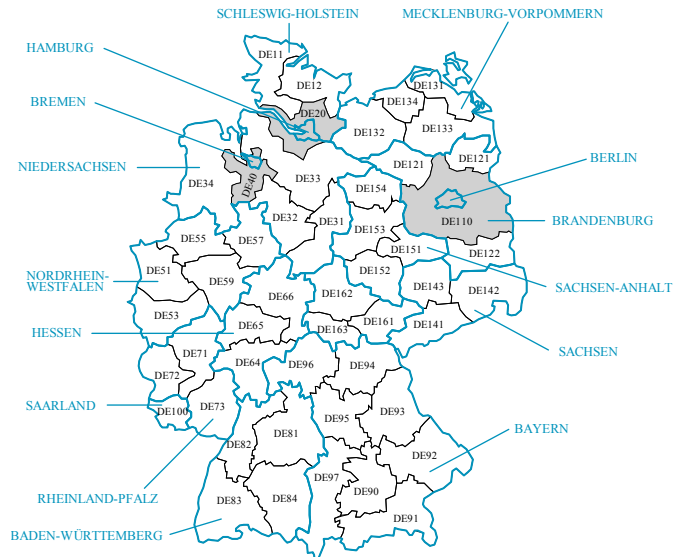 SCHLESWIG-HOLSTEIN
MECKLENBURG-VORPOMMERN
HAMBURG
DE11
DE12
DE131
DE134
BREMEN
DE20
DE132
DE133
NIEDERSACHSEN
DE34
DE40
DE33
DE154
DE121
DE121
BERLIN
DE32
DE31
DE153
DE110
BRANDENBURG
DE55
DE57
DE151
DE122
NORDRHEIN-
WESTFALEN
DE51
DE59
DE66
DE152
DE162
DE143
DE142
SACHSEN-ANHALT
DE53
HESSEN
DE65
DE163
DE161
DE141
SACHSEN
DE71
DE72
DE64
DE96
DE94
SAARLAND
DE100
DE73
DE95
DE93
DE81
DE82
BAYERN
DE92
RHEINLAND-PFALZ
DE83
DE84
DE97
DE90
DE91
BADEN-WÜRTTEMBERG